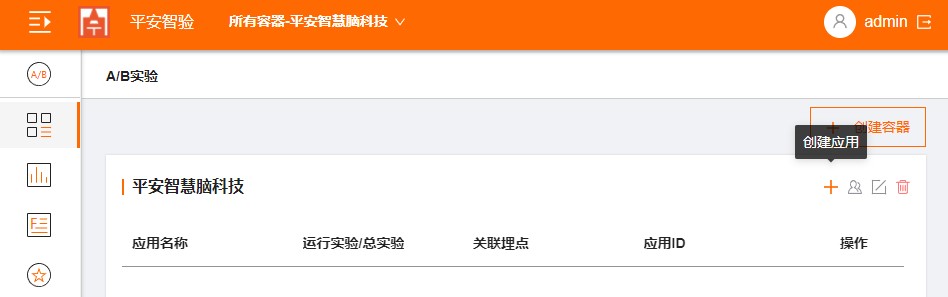 平安智验 所有容器-平安智慧脑科技 admin
A/B
A/B实验
创建容器
创建应用
平安智慧脑科技
应用名称 运行实验/总实验 关联埋点 应用ID 操作